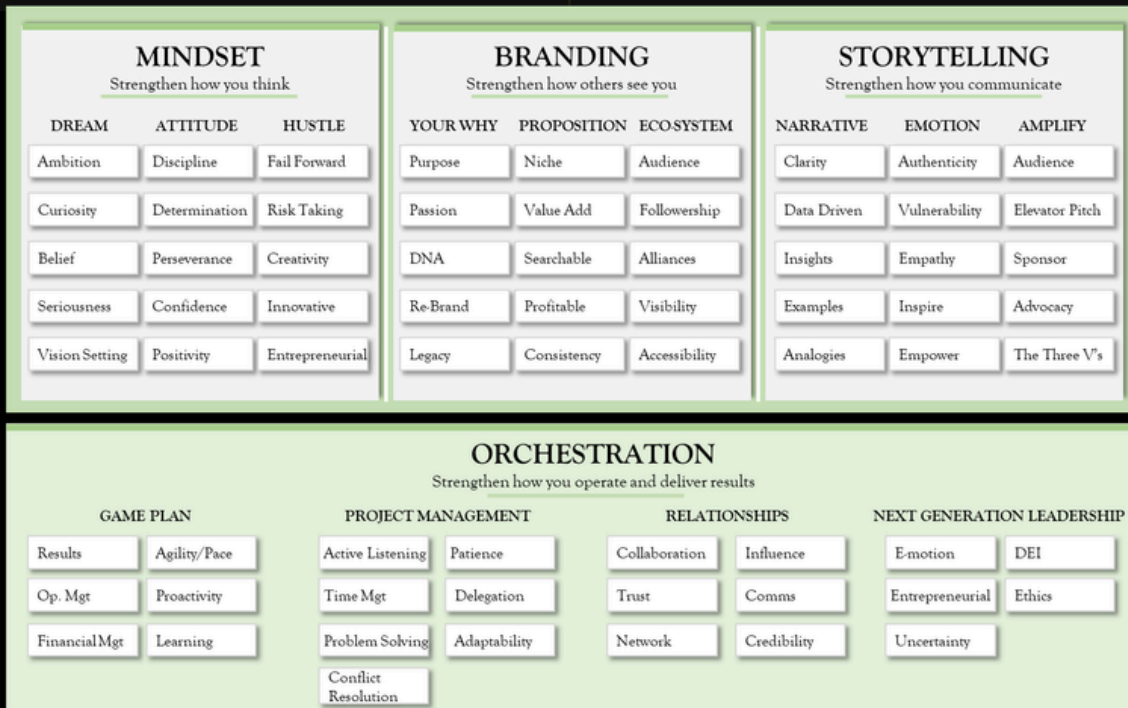 MINDSET
Strengthen how you think
DREAM
Ambition
Curiosity
Belief
Seriousness
Vision Setting
ATTITUDE
Discipline
Determination
Perseverance
Confidence
Positivity
HUSTLE
Fail Forward
Risk Taking
Creativity
Innovative
Entrepreneurial
BRANDING
Strengthen how others see you
YOUR WHY
Purpose
Passion
DNA
Re-Brand
Legacy
PROPOSITION
Niche
Value Add
Searchable
Profitable
Consistency
ECO-SYSTEM
Audience
Followership
Alliances
Visibility
Accessibility
STORYTELLING
Strengthen how you communicate
NARRATIVE
Clarity
Data Driven
Insights
Examples
Analogies
EMOTION
Authenticity
Vulnerability
Empathy
Inspire
Empower
AMPLIFY
Audience
Elevator Pitch
Sponsor
Advocacy
The Three V's
ORCHESTRATION
Strengthen how you operate and deliver results
GAME PLAN
Results
Agility/Pace
Op. Mgt
Proactivity
Financial Mgt
Learning
PROJECT MANAGEMENT
Active Listening
Patience
Time Mgt
Delegation
Problem Solving
Adaptability
Conflict
Resolution
RELATIONSHIPS
Collaboration
Influence
Trust
Comms
Network
Credibility
NEXT GENERATION LEADERSHIP
E-motion
DEI
Entrepreneurial
Ethics
Uncertainty